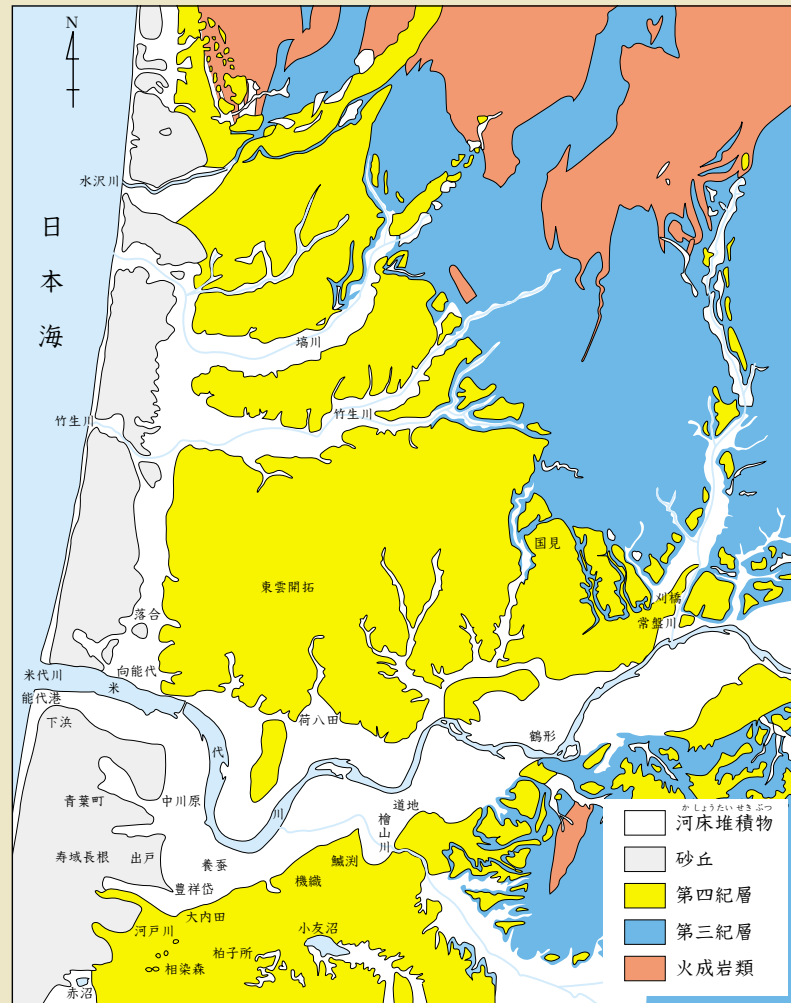 N
水沢川
日本海
塙川
竹生川
竹生川
国見
東雲開拓
刈橋
常盤川
落合
向能代
米代川
能代港
米代川
下浜
荷八田
鶴形
青葉町
中川原
道地
檜山川
寿域長根
出戸
養蚕
鰄渕
豊祥岱
機織
大内田
河戸川
小友沼
柏子所
相染森
赤沼
かしょうたいせきぶつ
河床堆積物
砂丘
第四紀層
第三紀層
火成岩類